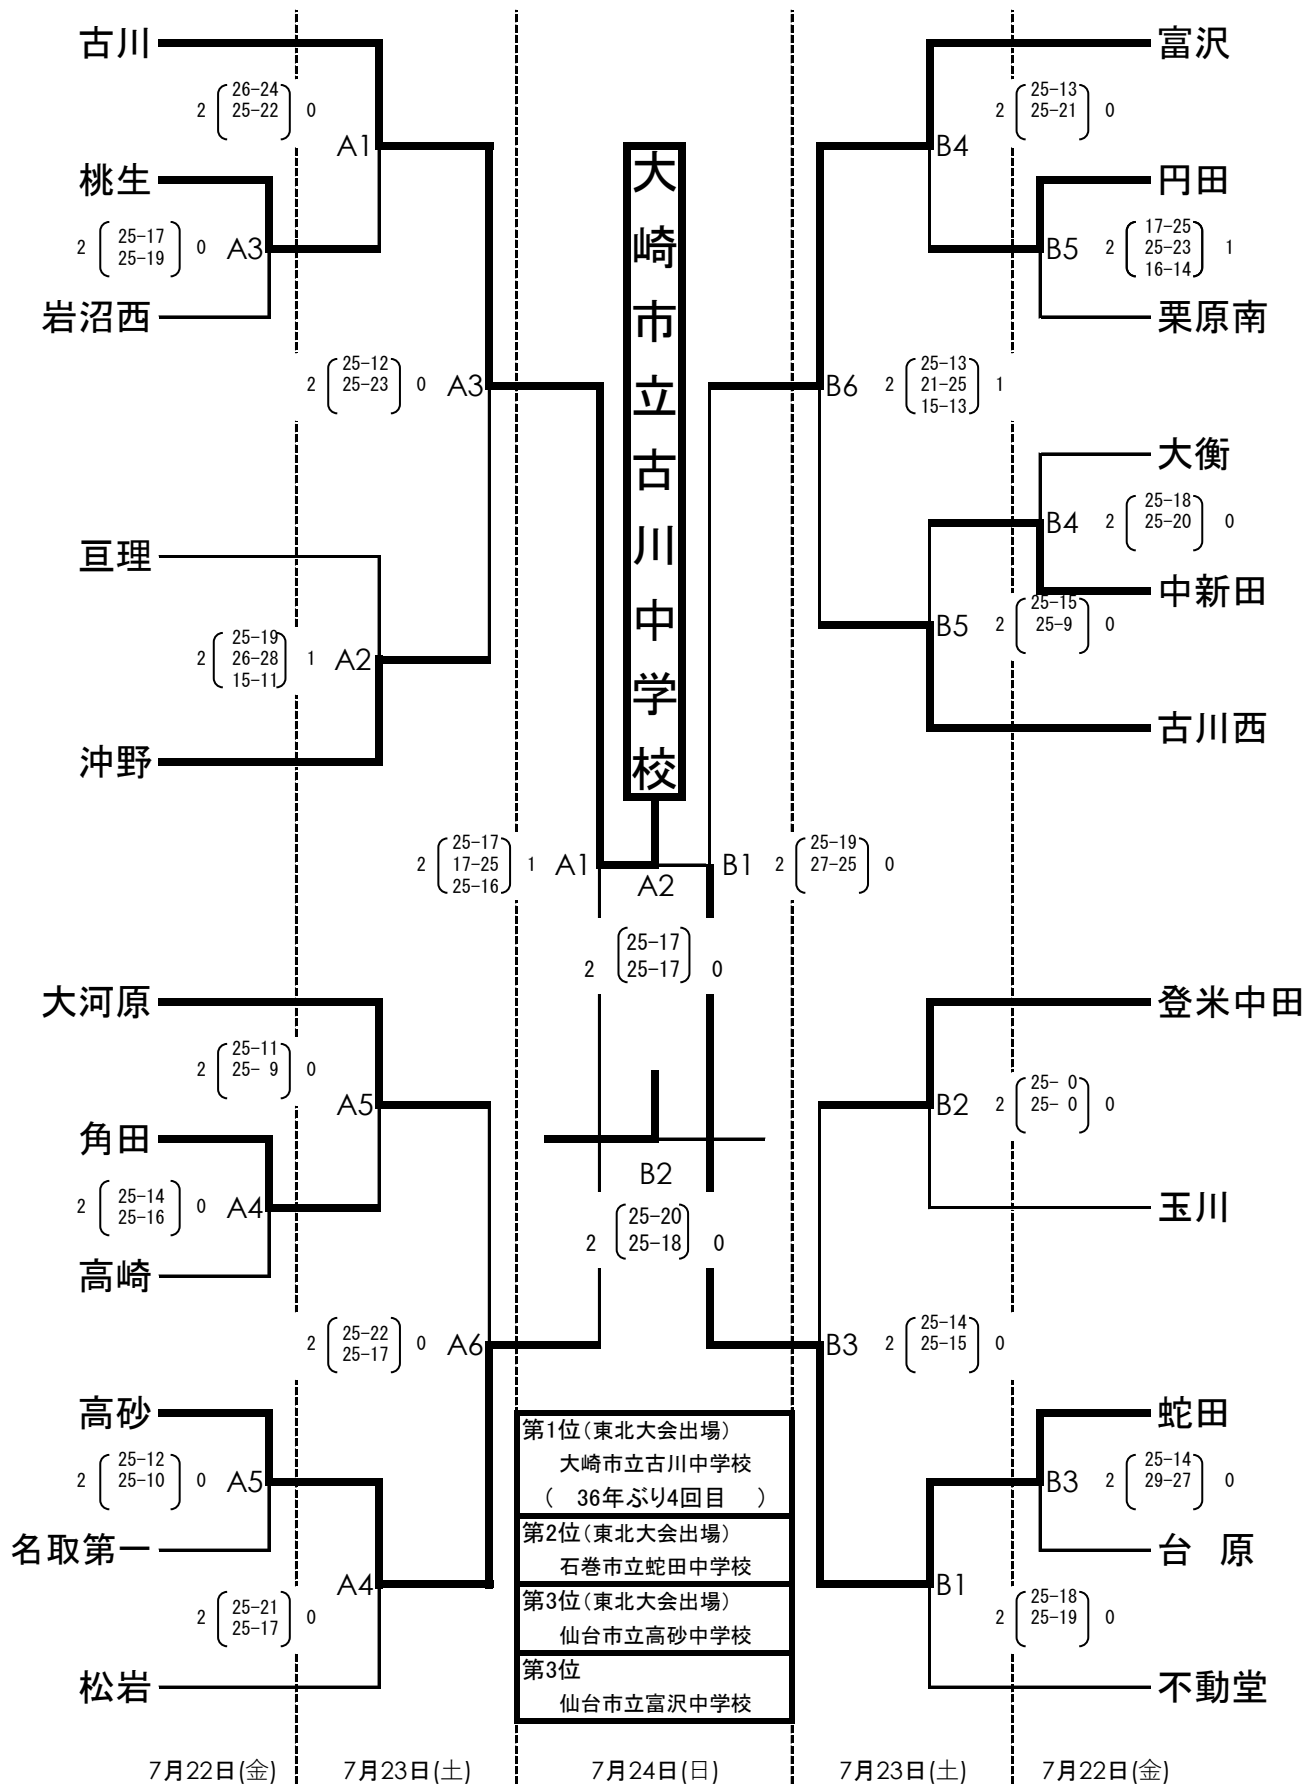 古川
2 26-24 0
25-22
A1
桃生
2 25-17 0
25-19
A3
岩沼西
2 25-12 0
25-23
A3
亘理
2 25-19 1
26-28
15-11
A2
沖野
2 25-17 1
17-25
25-16
A1
大河原
2 25-11 0
25- 9
A5
角田
2 25-14 0
25-16
A4
高崎
2 25-22 0
25-17
A6
高砂
2 25-12 0
25-10
A5
名取第一
A4
2 25-21 0
25-17
松岩
大崎市立古川中学校
A2
2 25-17 0
25-17
B2
2 25-20 0
25-18
第1位(東北大会出場)
大崎市立古川中学校
( 36年ぶり4回目 )
第2位(東北大会出場)
石巻市立蛇田中学校
第3位(東北大会出場)
仙台市立高砂中学校
第3位
仙台市立富沢中学校
富沢
2 25-13 0
25-21
B4
円田
B5
2 17-25 1
25-23
16-14
栗原南
B6
2 25-13 1
21-25
15-13
大衡
B4
2 25-18 0
25-20
中新田
B5
2 25-15 0
25-9
古川西
B1
2 25-19 0
27-25
登米中田
B2
2 25- 0 0
25- 0
玉川
B3
2 25-14 0
25-15
蛇田
B3
2 25-14 0
29-27
台 原
B1
2 25-18 0
25-19
不動堂
7月22日(金) 7月23日(土) 7月24日(日) 7月23日(土) 7月22日(金)